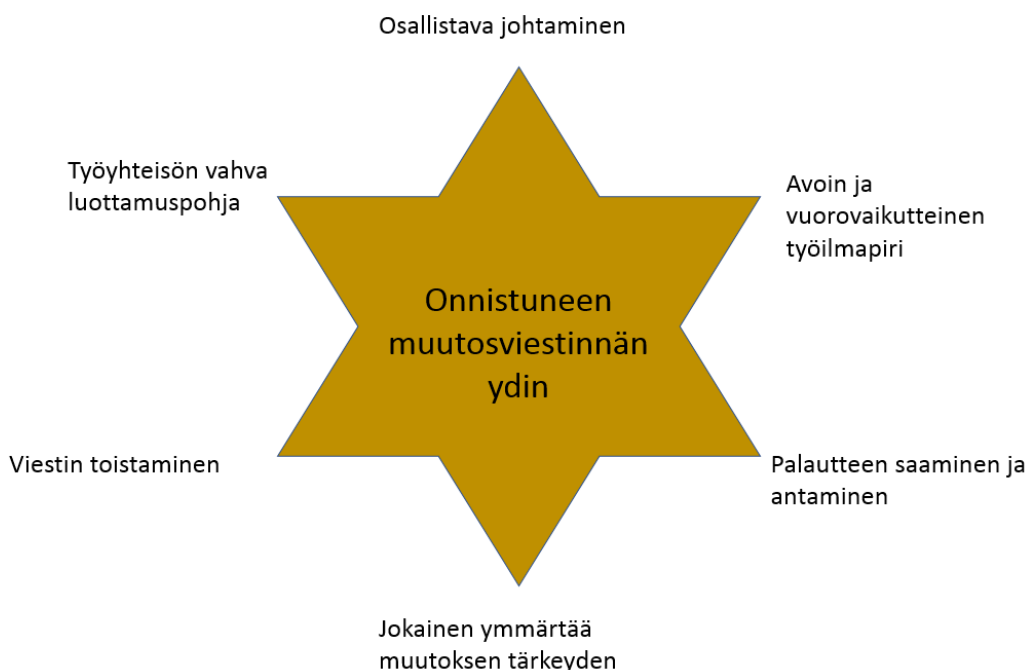 Osallistava johtaminen
Työyhteisön vahva
luottamuspohja
Avoin ja
vuorovaikutteinen
työilmapiri
Onnistuneen
muutosviestinnän
ydin
Viestin toistaminen
Palautteen saaminen ja
antaminen
Jokainen ymmärtää
muutoksen tärkeyden